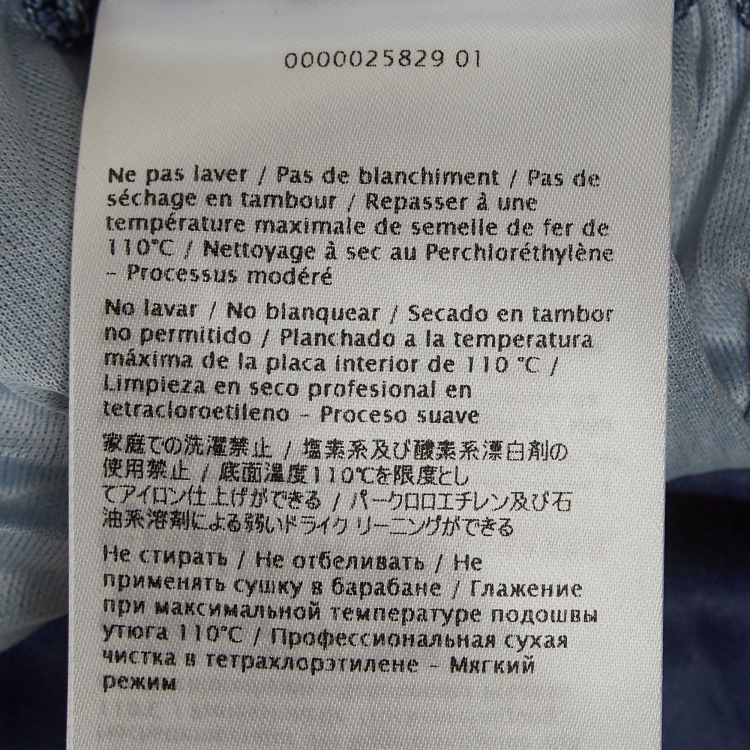 0000025829 01
Ne pas laver / Pas de blanchiment / Pas de
séchage en tambour / Repasser à une
température maximale de semelle de fer de
110°C / Nettoyage à sec au Perchloréthylène
– Processus modéré
No lavar / No blanquear / Secado en tambor
no permitido / Planchado a la temperatura
máxima de la placa interior de 110 °C /
Limpieza en seco profesional en
tetracloroetileno – Proceso suave
家庭での洗濯禁止 / 塩素系及び酸素系漂白剤の
使用禁止 / 底面温度110℃を限度とし
てアイロン仕上げができる / パークロロエチレン及び石
油系溶剤による弱いドライクリーニングができる
Не стирать / Не отбеливать / Не
применять сушку в барабане / Глажение
при максимальной температуре подошвы
утюга 110°C / Профессиональная сухая
чистка в тетрахлорэтилене – Мягкий
режим